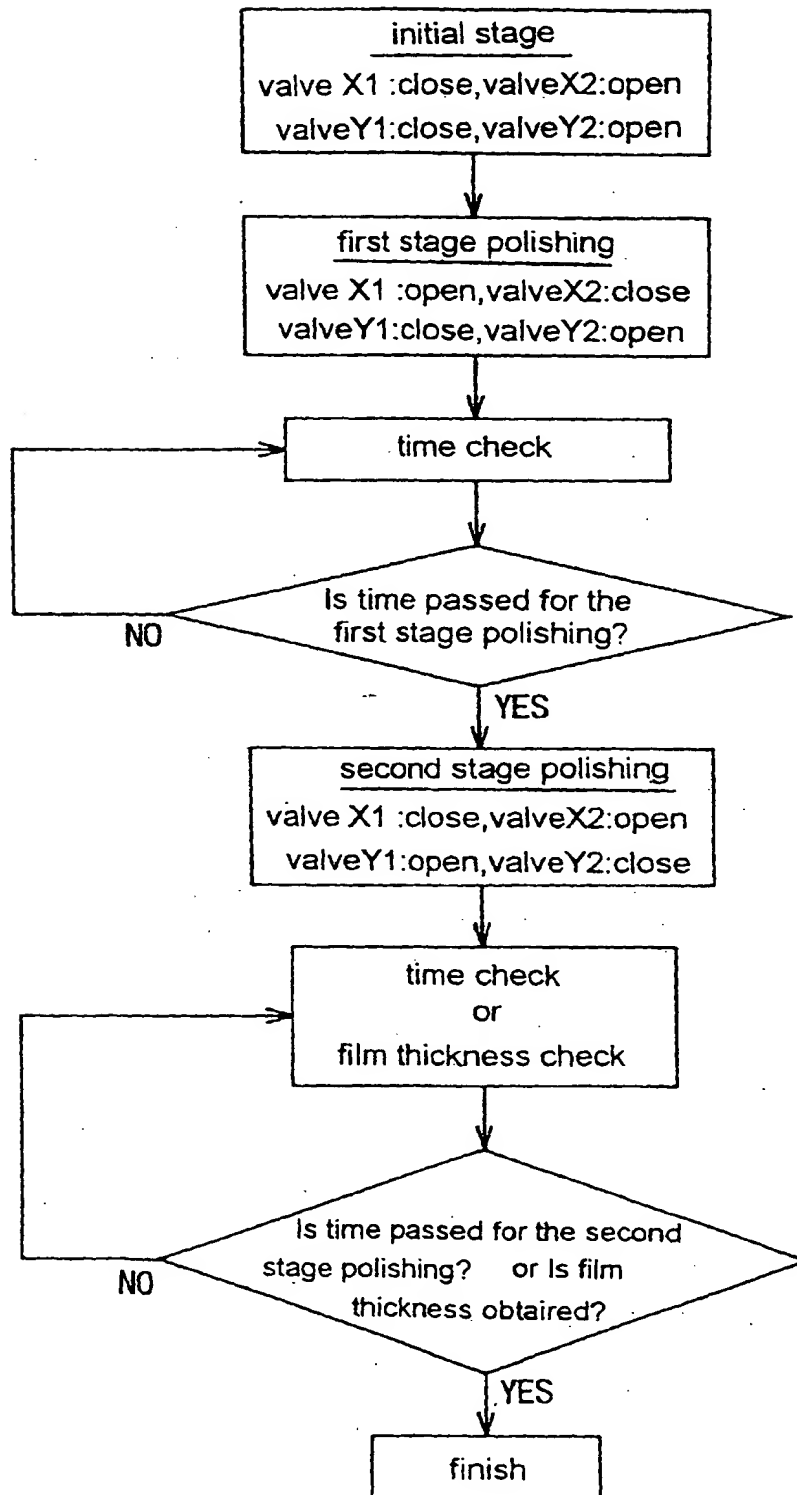 initial stage
valve X1 :close,valveX2:open
valveY1:close,valveY2:open
first stage polishing
valve X1 :open,valveX2:close
valveY1:close,valveY2:open
time check
Is time passed for the
first stage polishing?
NO
YES
second stage polishing
valve X1 :close,valveX2:open
valveY1:open,valveY2:close
time check
or
film thickness check
Is time passed for the second
stage polishing? or Is film
thickness obtaired?
NO
YES
finish